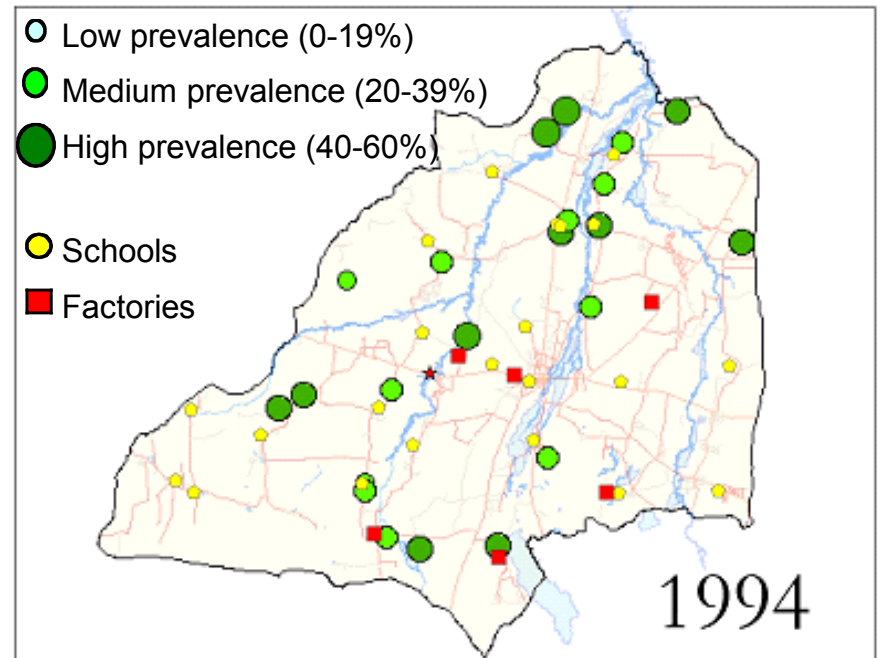 Low prevalence (0-19%)
Medium prevalence (20-39%)
High prevalence (40-60%)
Schools
Factories
1994